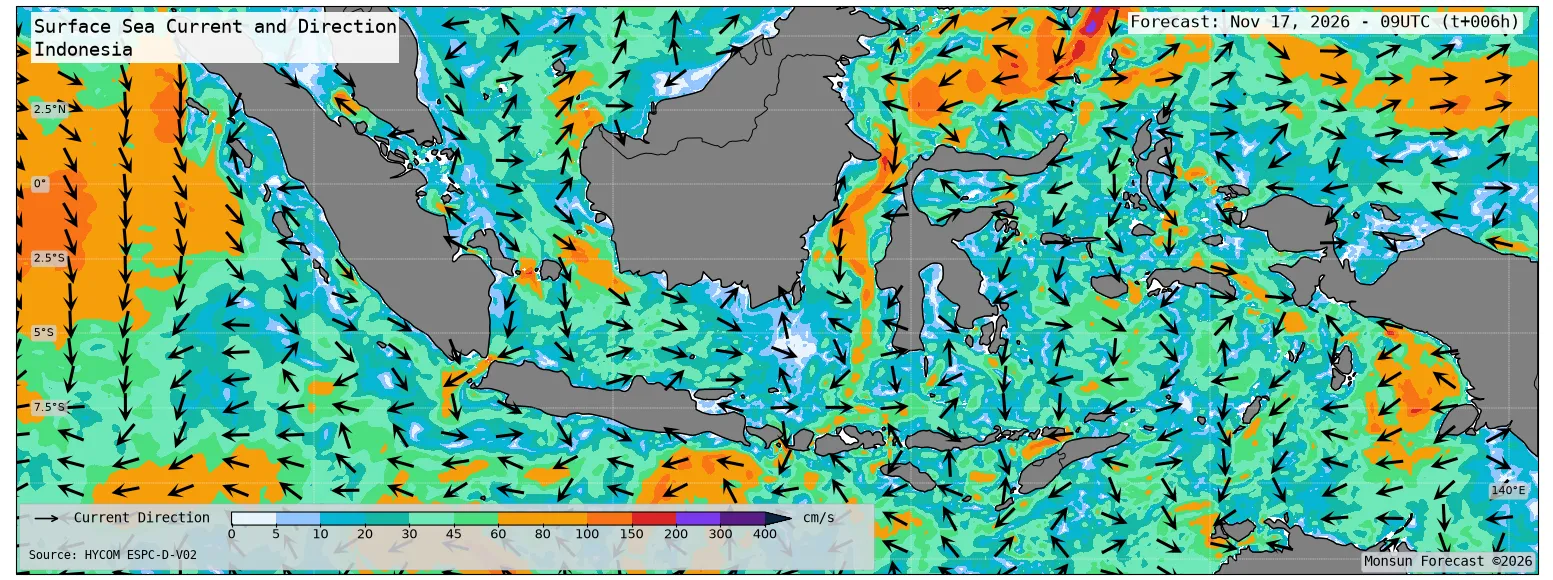 Surface Sea Current and Direction
Indonesia
Forecast: Nov 17, 2026 - 09UTC (t+006h)
2.5°N
0°
2.5°S
5°S
7.5°S
140°E
Current Direction
0 5 10 20 30 45 60 80 100 150 200 300 400 cm/s
Source: HYCOM ESPC-D-V02
Monsun Forecast ©2026